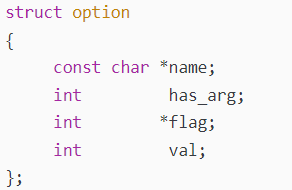 struct option
{
    const char *name;
    int         has_arg;
    int        *flag;
    int         val;
};